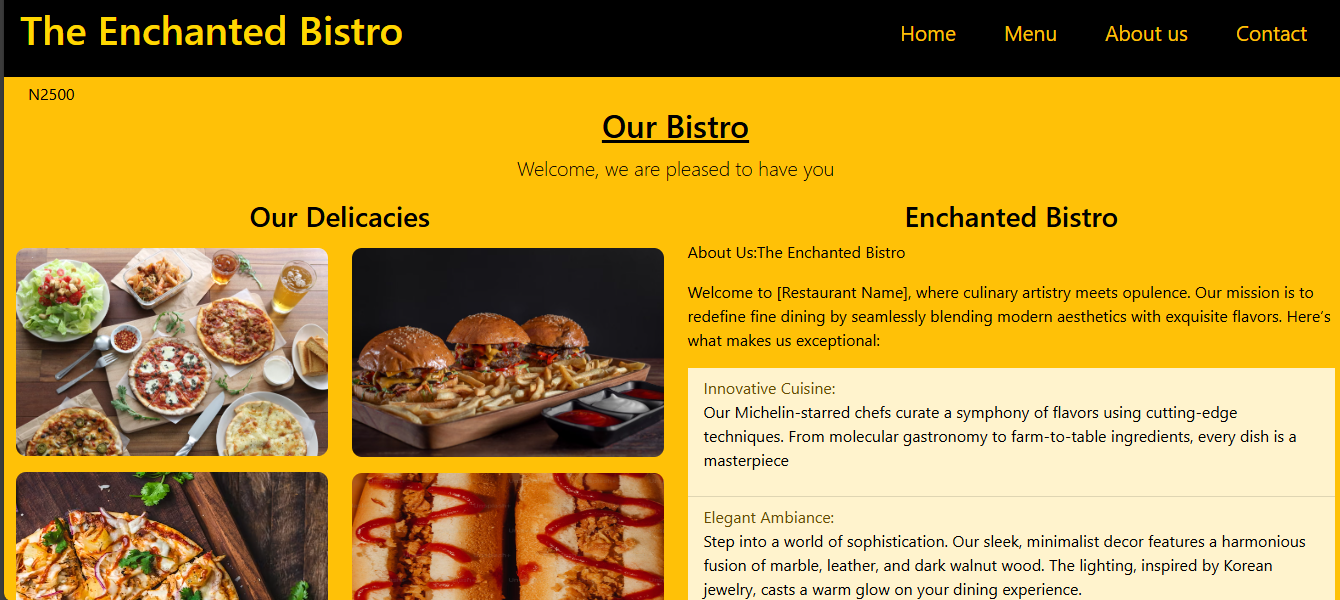 The Enchanted Bistro
Home
Menu
About us
Contact
N2500
Our Bistro
Welcome, we are pleased to have you
Our Delicacies
Enchanted Bistro
About Us:The Enchanted Bistro
Welcome to [Restaurant Name], where culinary artistry meets opulence. Our mission is to
redefine fine dining by seamlessly blending modern aesthetics with exquisite flavors. Here's
what makes us exceptional:
Innovative Cuisine:
Our Michelin-starred chefs curate a symphony of flavors using cutting-edge
techniques. From molecular gastronomy to farm-to-table ingredients, every dish is a
masterpiece
Elegant Ambiance:
Step into a world of sophistication. Our sleek, minimalist decor features a harmonious
fusion of marble, leather, and dark walnut wood. The lighting, inspired by Korean
jewelry, casts a warm glow on your dining experience.